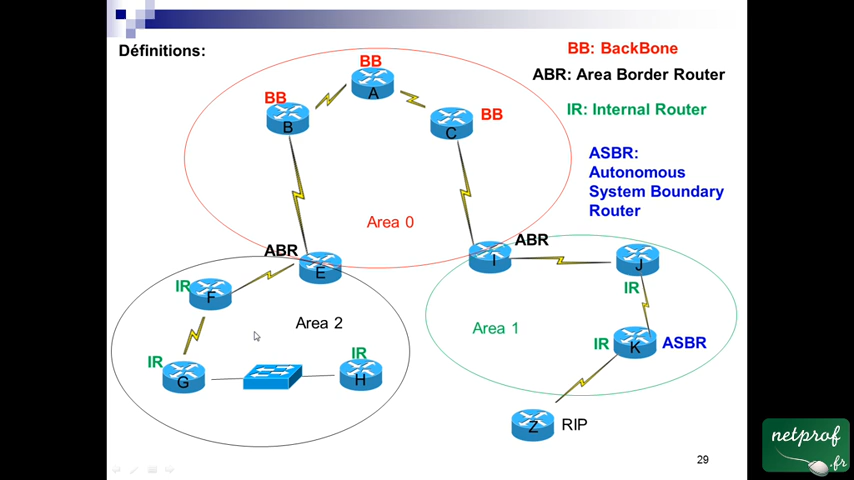 Définitions:
BB: BackBone
ABR: Area Border Router
IR: Internal Router
ASBR:
Autonomous
System Boundary
Router
BB
A
BB
B
BB
C
Area 0
ABR
E
ABR
I
IR
F
J
IR
Area 2
Area 1
IR
K
ASBR
IR
G
IR
H
Z
RIP
29
netprof
.fr